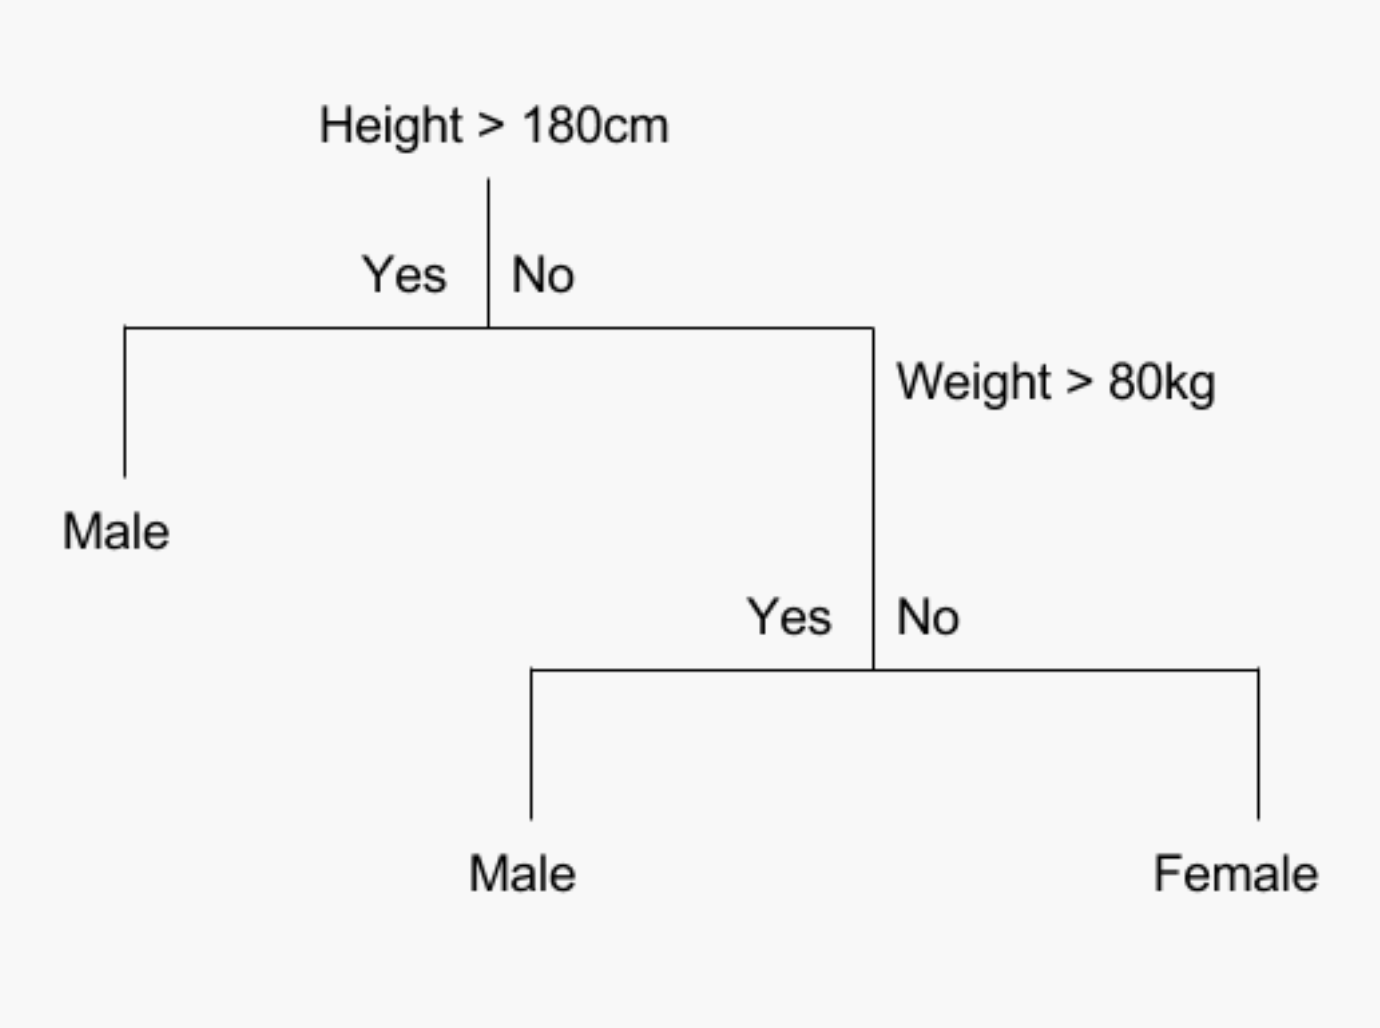 Height > 180cm
Yes No
Weight > 80kg
Male
Yes No
Male Female